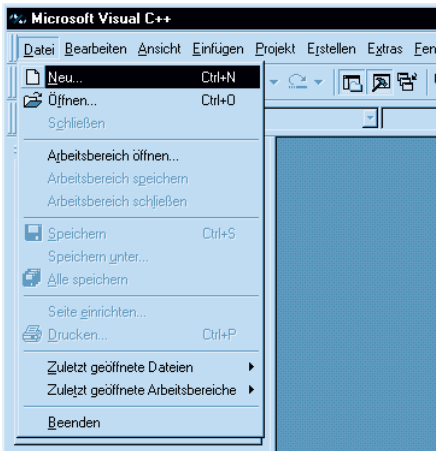 Microsoft Visual C++
Datei Bearbeiten Ansicht Einfügen Projekt Erstellen Extras Fen
Neu... Ctrl+N
Öffnen... Ctrl+O
Schließen
Arbeitsbereich öffnen...
Arbeitsbereich speichern
Arbeitsbereich schließen
Speichern Ctrl+S
Speichern unter...
Alle speichern
Seite einrichten...
Drucken... Ctrl+P
Zuletzt geöffnete Dateien
Zuletzt geöffnete Arbeitsbereiche
Beenden